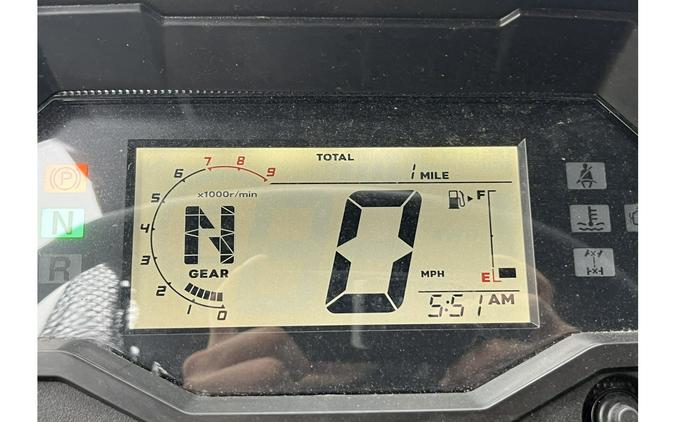 TOTAL
1 MILE
7 8 9
6
5
4
3
2
1
0
x1000r/min
N
GEAR
0
MPH
F
E
5:51 AM
P
N
R